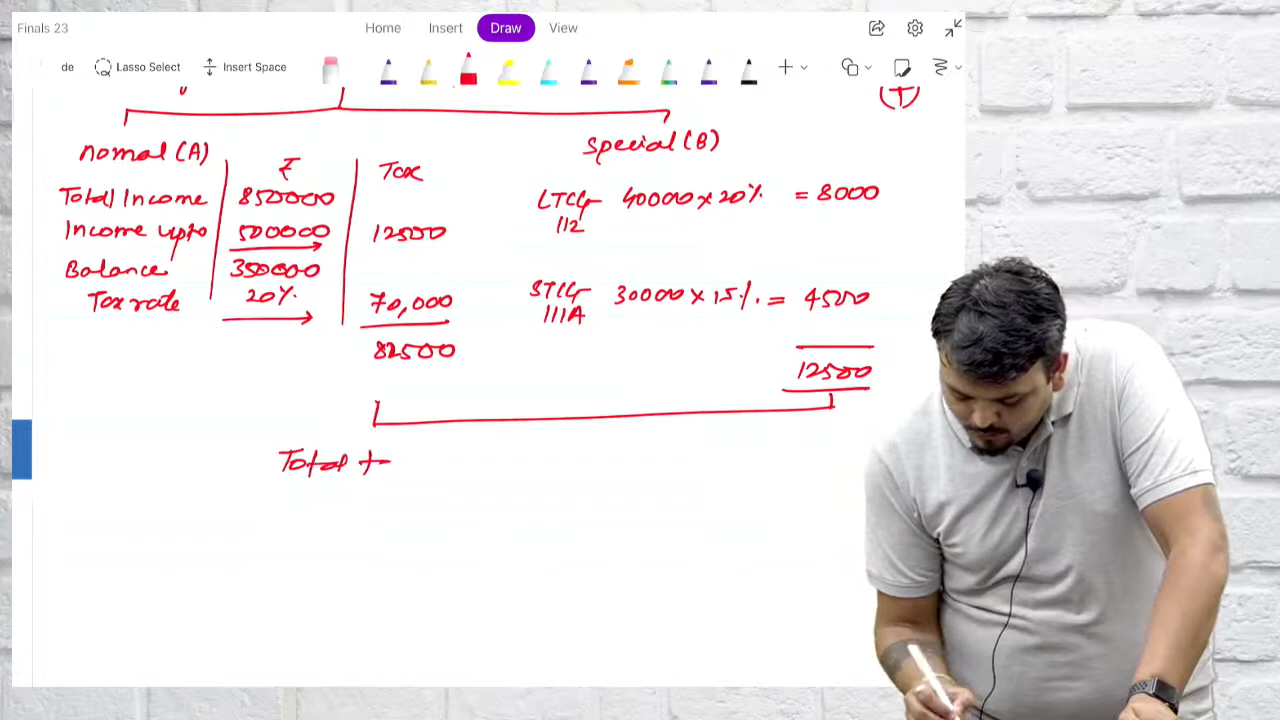 Finals 23
Home Insert Draw View
de Lasso Select Insert Space
(T)
Normal (A) ₹ Tax
Total Income 850000
Income upto 500000 12500
Balance 350000
Tax rate 20% 70,000
82500
Special (B)
LTCG 40000 x 20% = 8000
112
STCG 30000 x 15% = 4500
111A
12500
Total t